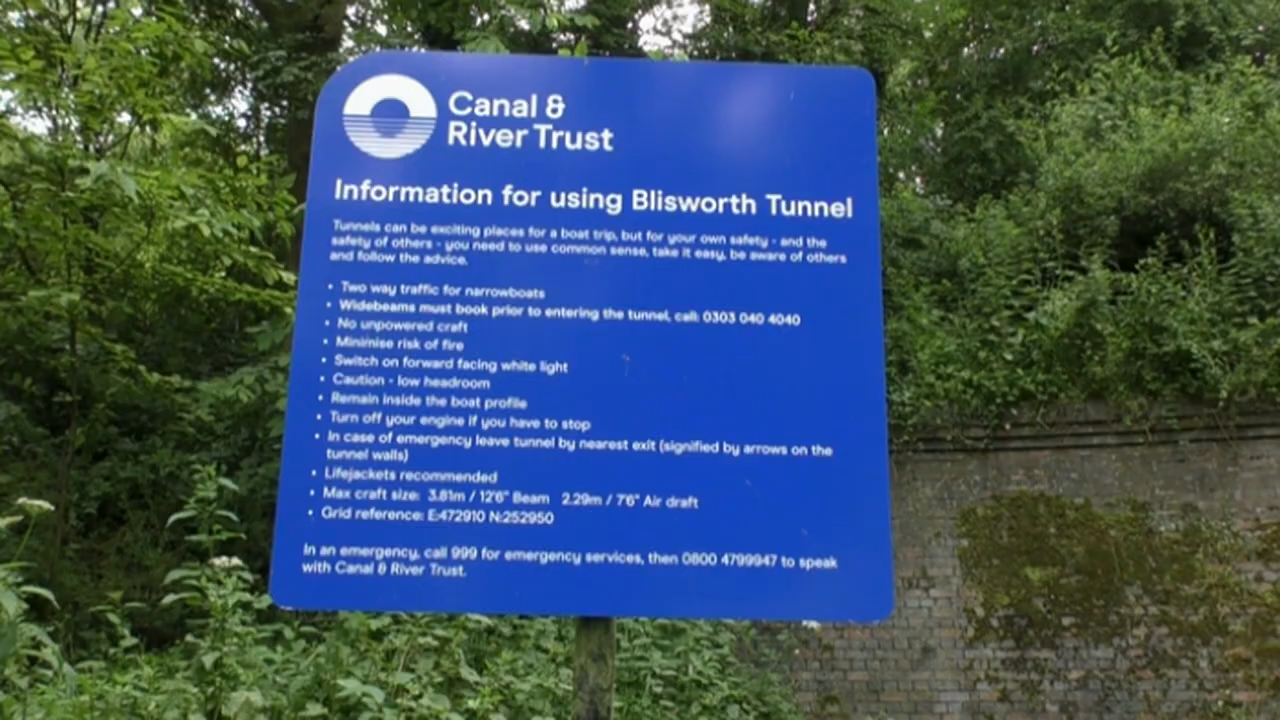 Canal &
River Trust
Information for using Blisworth Tunnel
Tunnels can be exciting places for a boat trip, but for your own safety - and the
safety of others - you need to use common sense, take it easy, be aware of others
and follow the advice.
• Two way traffic for narrowboats
• Widebeams must book prior to entering the tunnel, call: 0303 040 4040
• No unpowered craft
• Minimise risk of fire
• Switch on forward facing white light
• Caution - low headroom
• Remain inside the boat profile
• Turn off your engine if you have to stop
• In case of emergency leave tunnel by nearest exit (signified by arrows on the
tunnel walls)
• Lifejackets recommended
• Max craft size: 3.81m / 12'6" Beam 2.29m / 7'6" Air draft
• Grid reference: E:472910 N:252950
In an emergency, call 999 for emergency services, then 0800 4799947 to speak
with Canal & River Trust.